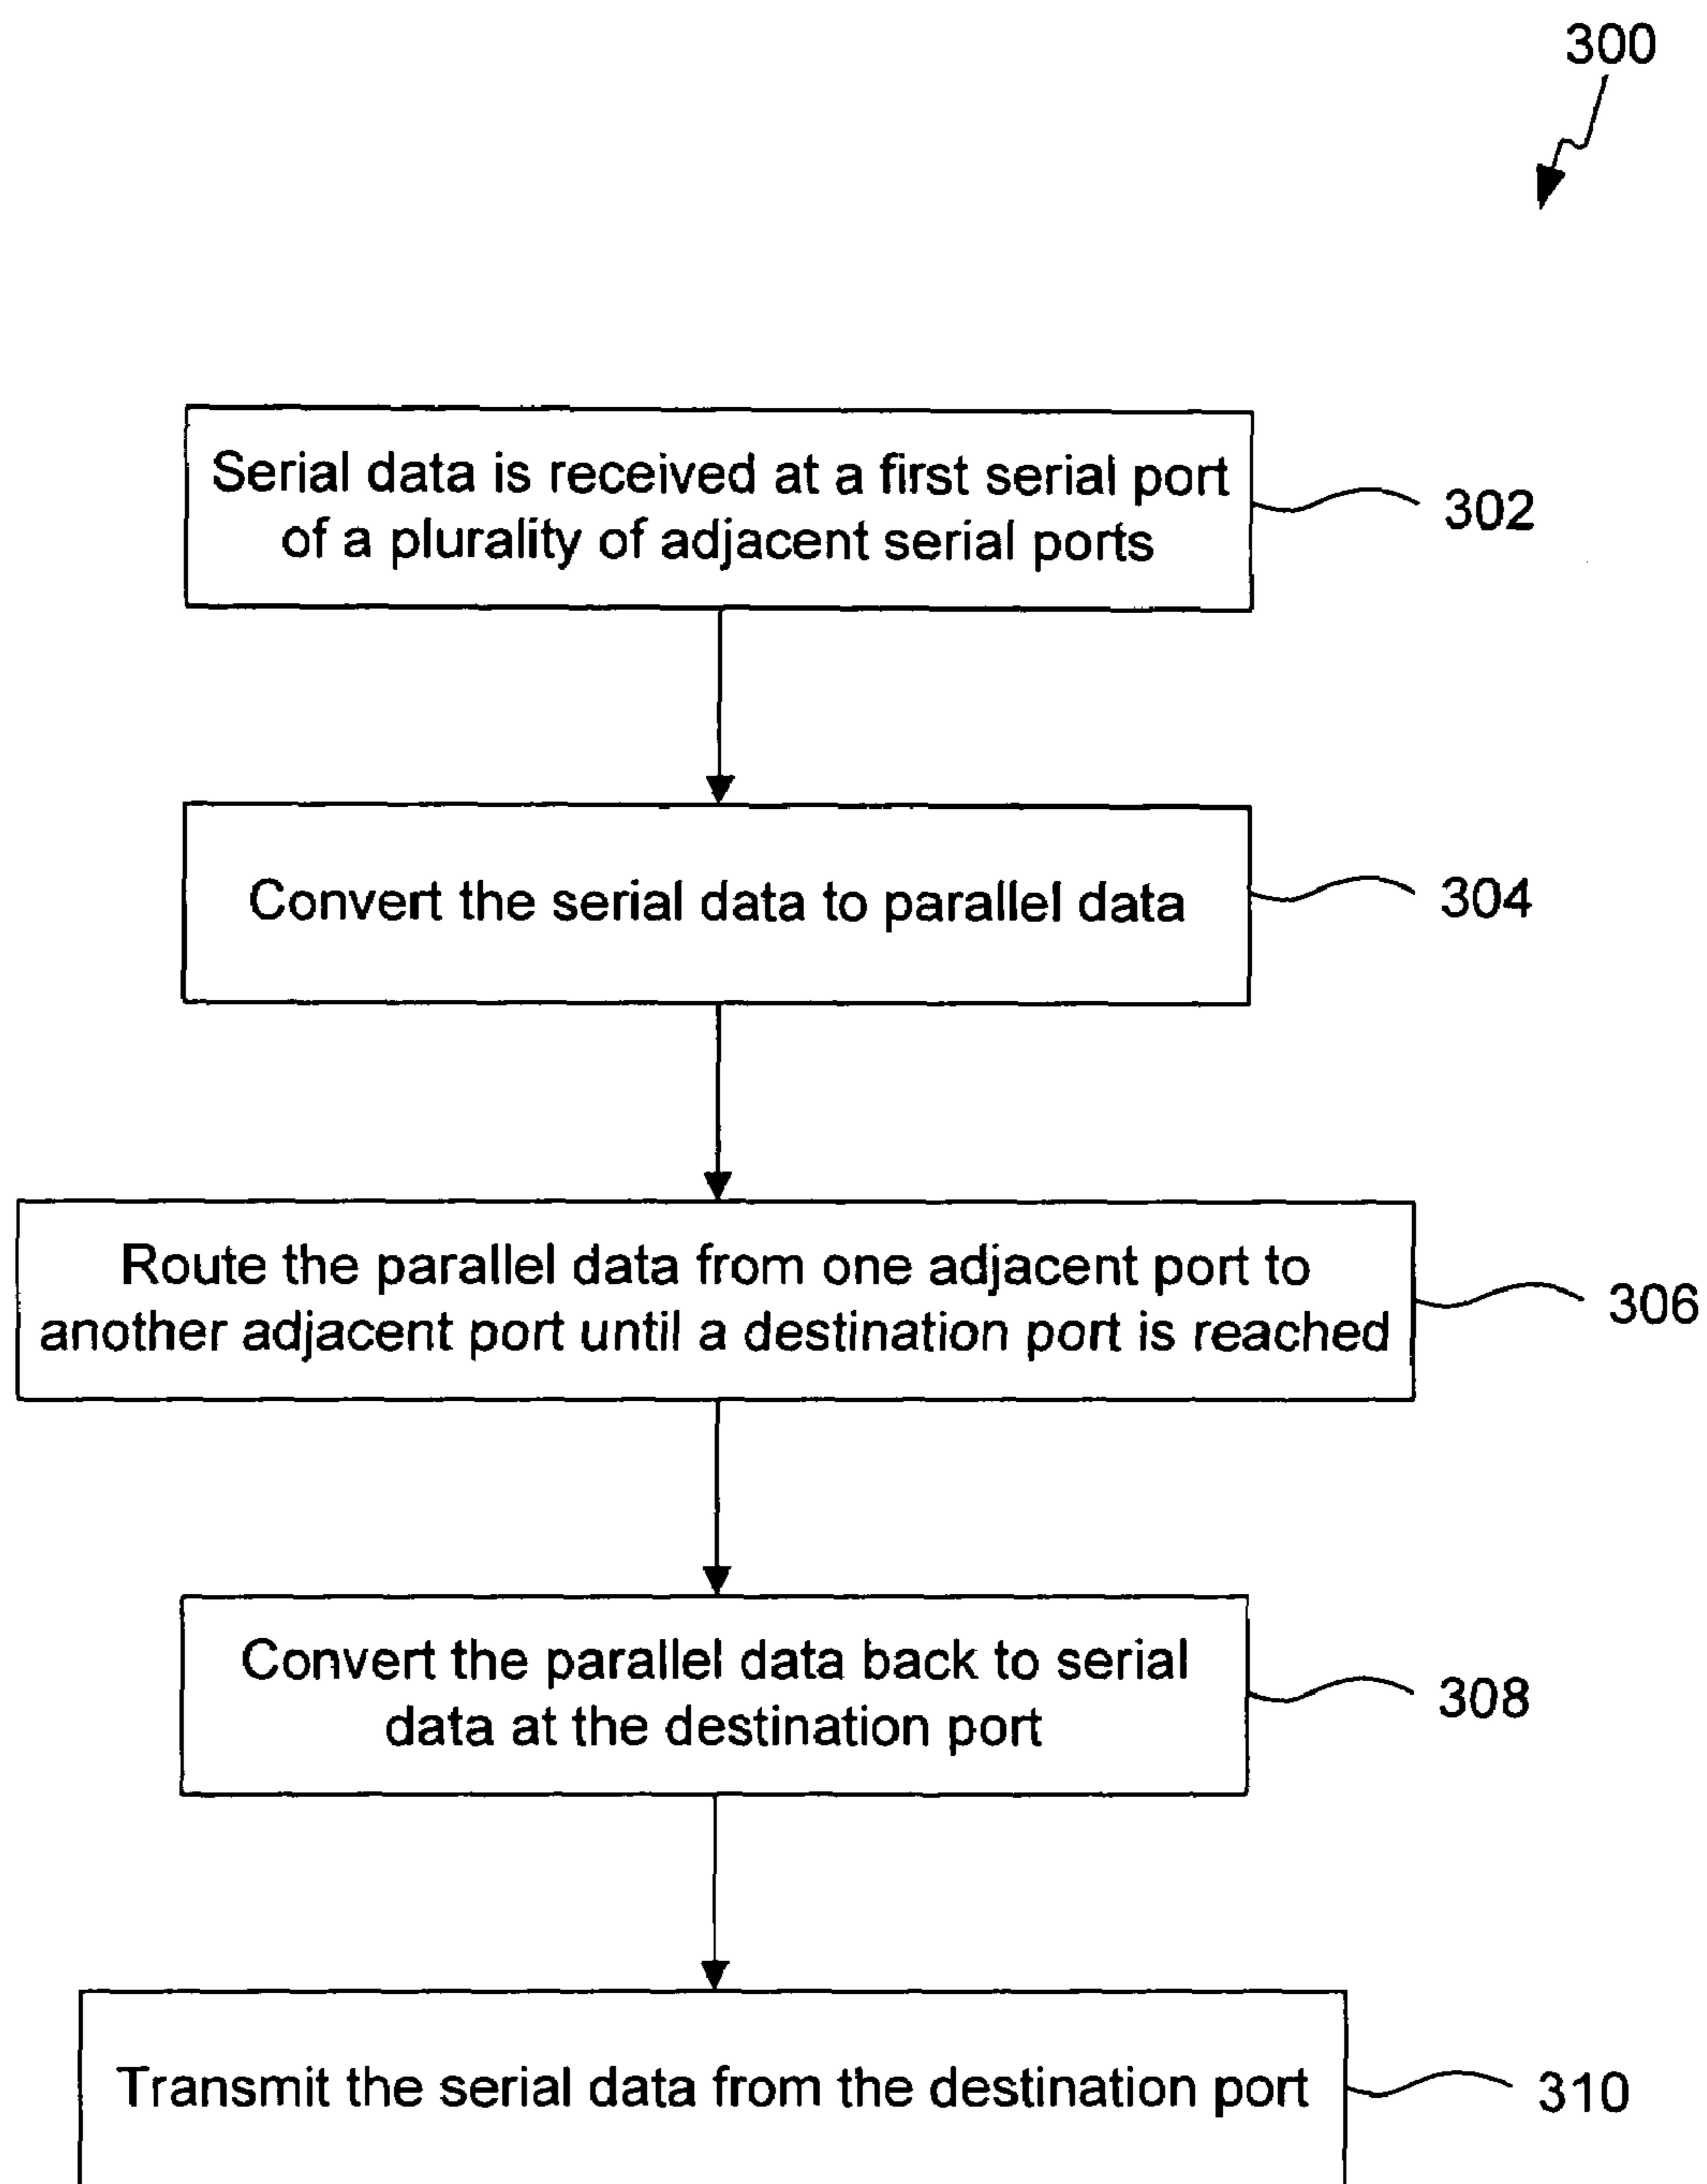 300
Serial data is received at a first serial port
of a plurality of adjacent serial ports
302
Convert the serial data to parallel data
304
Route the parallel data from one adjacent port to
another adjacent port until a destination port is reached
306
Convert the parallel data back to serial
data at the destination port
308
Transmit the serial data from the destination port
310